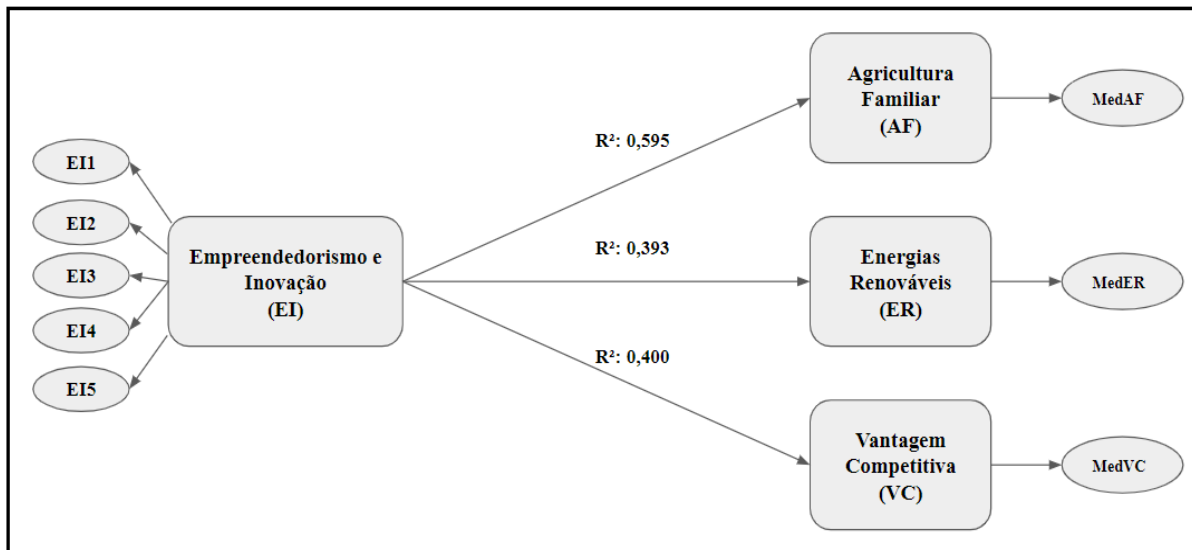 EI1
EI2
EI3
EI4
EI5
Empreendedorismo e
Inovação
(EI)
R²: 0,595
R²: 0,393
R²: 0,400
Agricultura
Familiar
(AF)
MedAF
Energias
Renováveis
(ER)
MedER
Vantagem
Competitiva
(VC)
MedVC